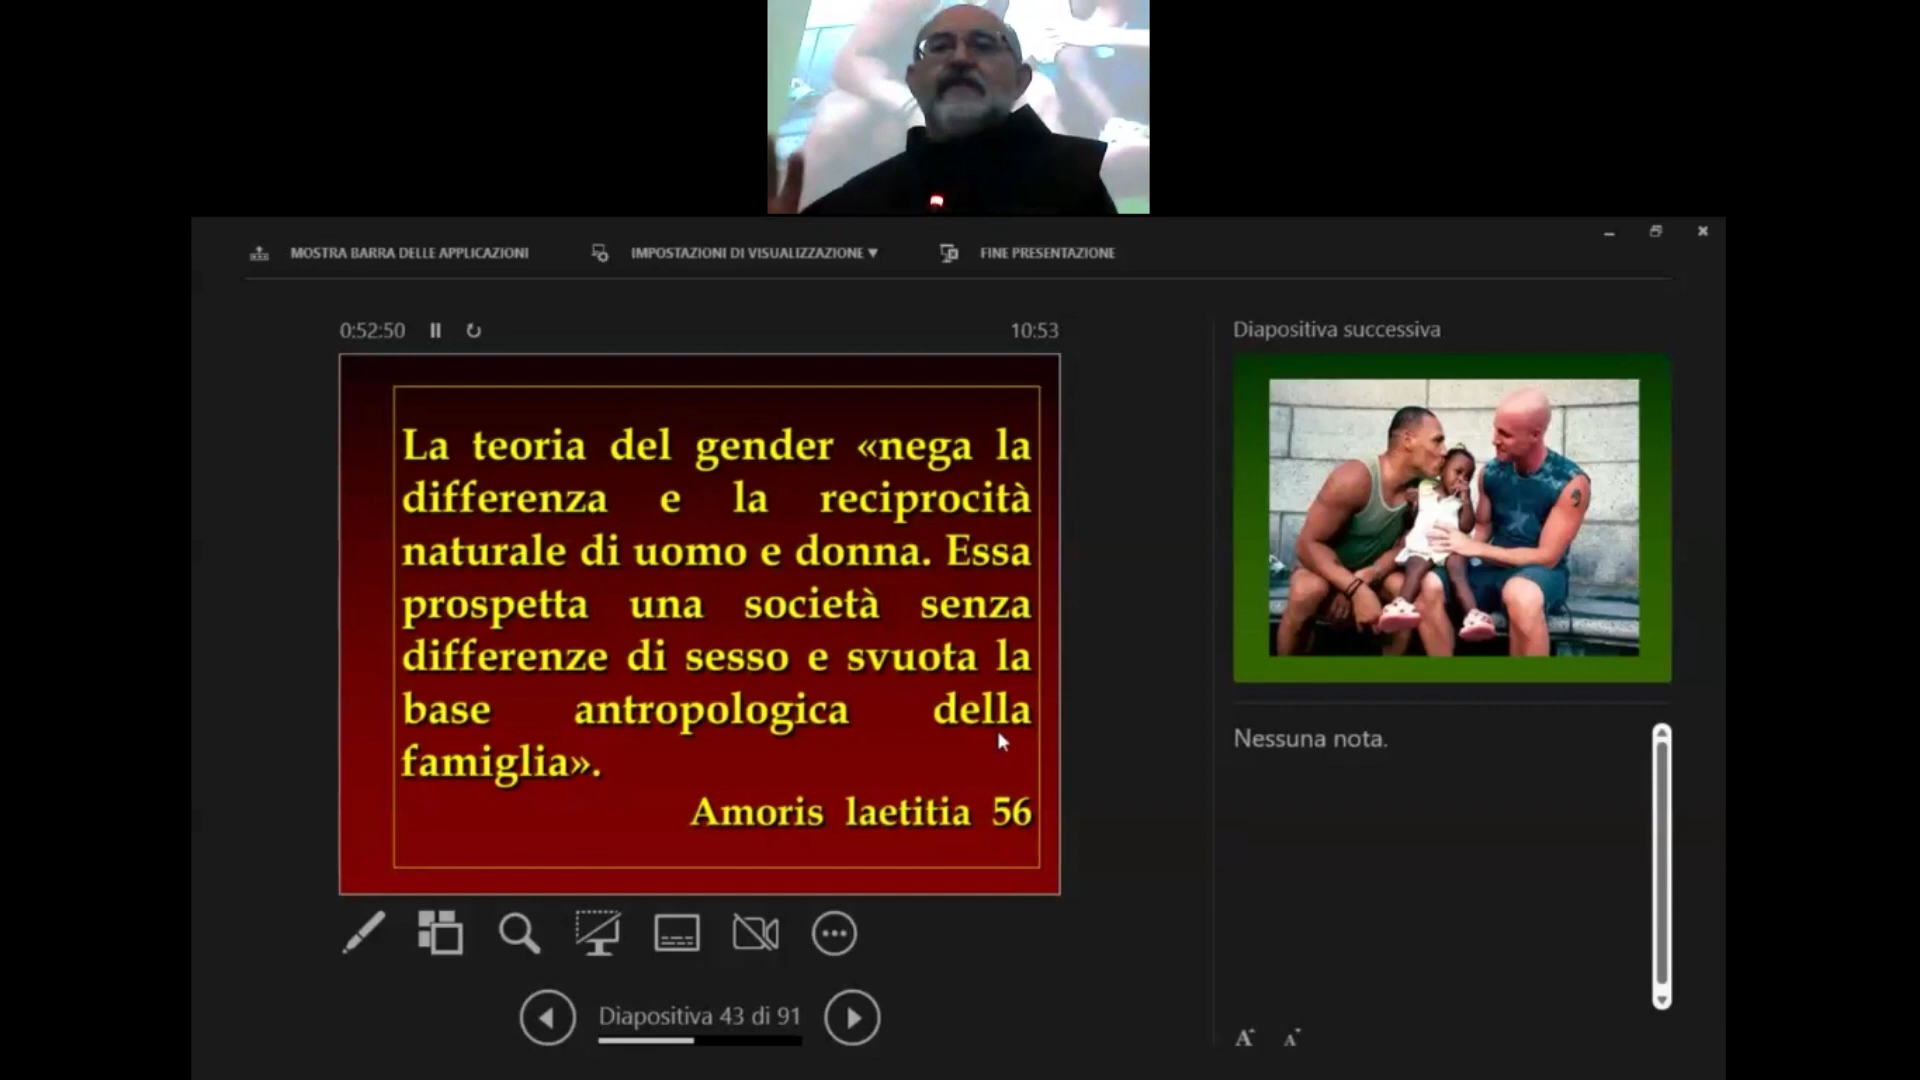 MOSTRA BARRA DELLE APPLICAZIONI
IMPOSTAZIONI DI VISUALIZZAZIONE ▼
FINE PRESENTAZIONE
0:52:50
10:53
La teoria del gender «nega la
differenza e la reciprocità
naturale di uomo e donna. Essa
prospetta una società senza
differenze di sesso e svuota la
base antropologica della
famiglia».
Amoris laetitia 56
Diapositiva 43 di 91
Diapositiva successiva
Nessuna nota.
A A